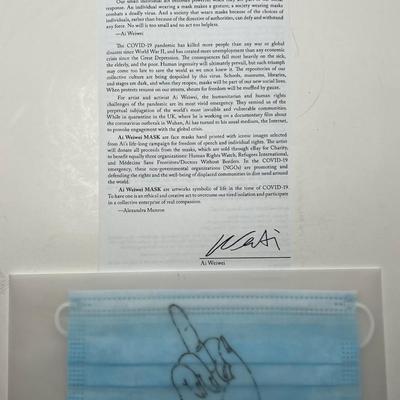 Our small individual act becomes powerful when it is part of the social
response. An individual wearing a mask makes a gesture; a society wearing masks
combats a deadly virus. And a society that wears masks because of the choices of
individuals, rather than because of the directive of authorities, can defy and withstand
any force. No will is too small and no act too helpless.
—Ai Weiwei
The COVID-19 pandemic has killed more people than any war or global
disaster since World War II, and has created more unemployment than any economic
crisis since the Great Depression. The consequences fall most heavily on the sick,
the elderly, and the poor. Human ingenuity will ultimately prevail, but such triumph
may come too late to save the world as we once knew it. The repositories of our
collective culture are being despoiled by this virus. Schools, museums, libraries,
and stages are dark, and when they reopen, masks will be part of our new social lives.
When protests resume on our streets, shouts for freedom will be muffled by gauze.
For artist and activist Ai Weiwei, the humanitarian and human rights
challenges of the pandemic are its most vivid emergency. They remind us of the
perpetual subjugation of the world's most invisible and vulnerable communities.
While in quarantine in the UK, where he is working on a documentary film about
the coronavirus outbreak in Wuhan, Ai has turned to his usual medium, the Internet,
to provoke engagement with the global crisis.
Ai Weiwei MASK are face masks hand printed with iconic images selected
from Ai's life-long campaign for freedom of speech and individual rights. The artist
will donate all proceeds from the masks, which are sold through eBay for Charity,
to benefit equally three organizations: Human Rights Watch, Refugees International,
and Médecins Sans Frontières/Doctors Without Borders. In the COVID-19
emergency, these non-governmental organizations (NGOs) are promoting and
defending the rights and the well-being of displaced communities in dire need around
the world.
Ai Weiwei MASK are artworks symbolic of life in the time of COVID-19.
To have one is an ethical and creative act to overcome our tired isolation and participate
in a collective enterprise of real compassion.
—Alexandra Munroe
Ai Weiwei